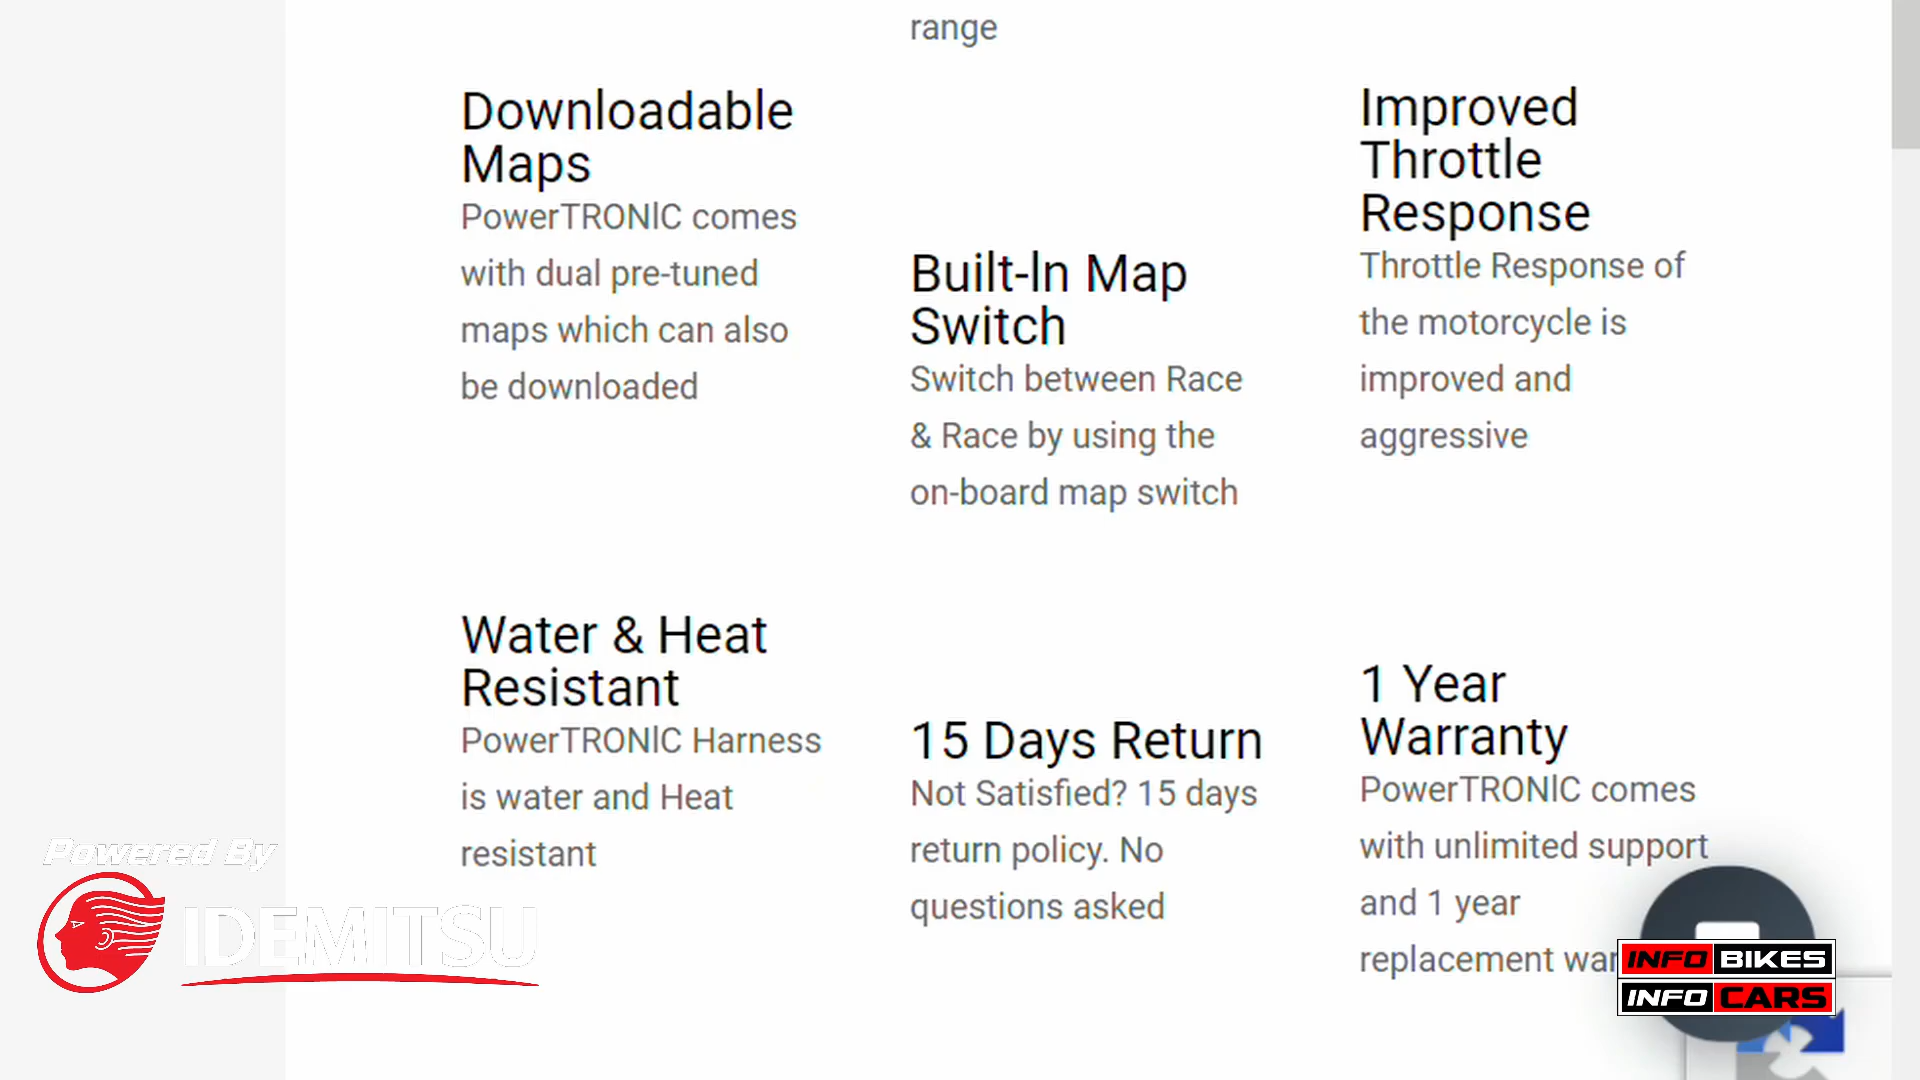 range
Downloadable
Maps
PowerTRONIC comes
with dual pre-tuned
maps which can also
be downloaded
Built-In Map
Switch
Switch between Race
& Race by using the
on-board map switch
Improved
Throttle
Response
Throttle Response of
the motorcycle is
improved and
aggressive
Water & Heat
Resistant
PowerTRONIC Harness
is water and Heat
resistant
15 Days Return
Not Satisfied? 15 days
return policy. No
questions asked
1 Year
Warranty
PowerTRONIC comes
with unlimited support
and 1 year
replacement
Powered By
IDEMITSU
INFO BIKES
INFO CARS